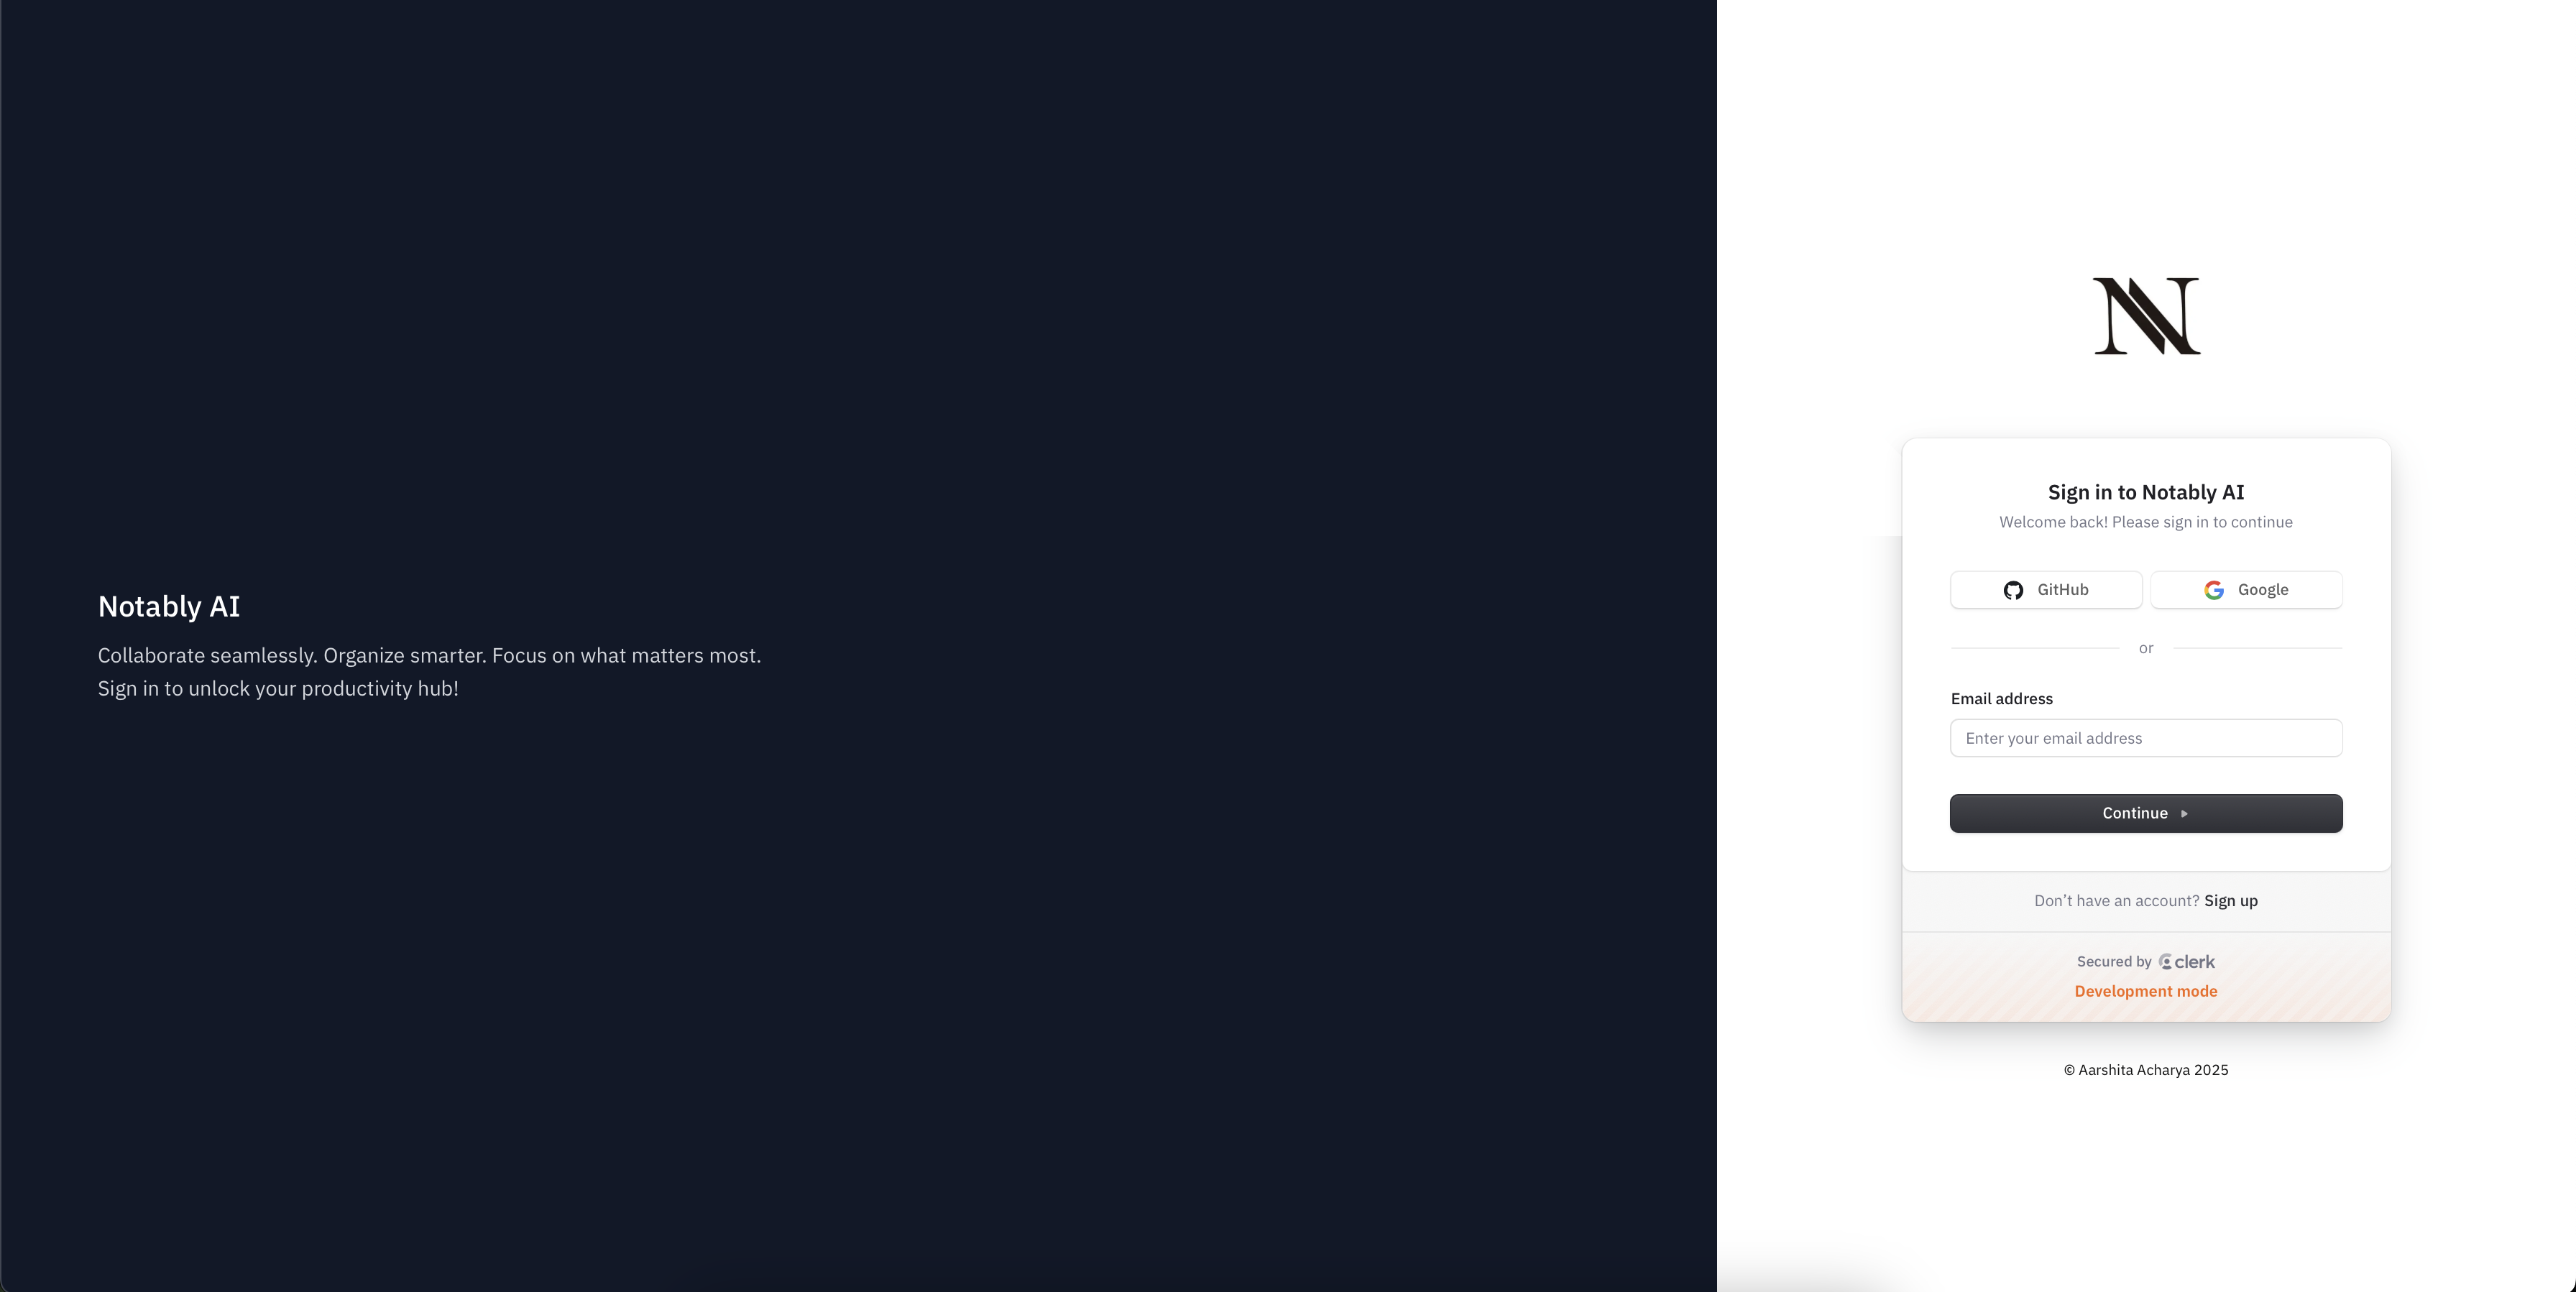 Notably AI
Collaborate seamlessly. Organize smarter. Focus on what matters most.
Sign in to unlock your productivity hub!
N
Sign in to Notably AI
Welcome back! Please sign in to continue
GitHub
Google
or
Email address
Enter your email address
Continue
Don’t have an account? Sign up
Secured by clerk
Development mode
© Aarshita Acharya 2025